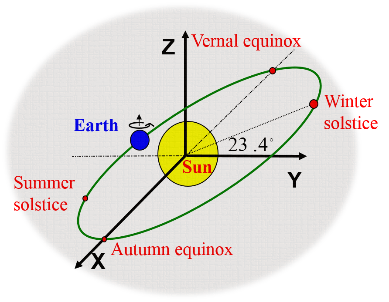 Z
Vernal equinox
Earth
Winter
solstice
23 .4°
Sun
Y
Summer
solstice
Autumn equinox
X